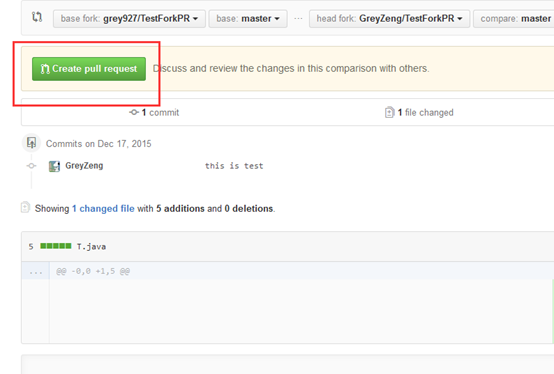 base fork: grey927/TestForkPR base: master ... head fork: GreyZeng/TestForkPR compare: master
Create pull request Discuss and review the changes in this comparison with others.
1 commit 1 file changed
Commits on Dec 17, 2015
GreyZeng this is test
Showing 1 changed file with 5 additions and 0 deletions.
5 T.java
... @@ -0,0 +1,5 @@